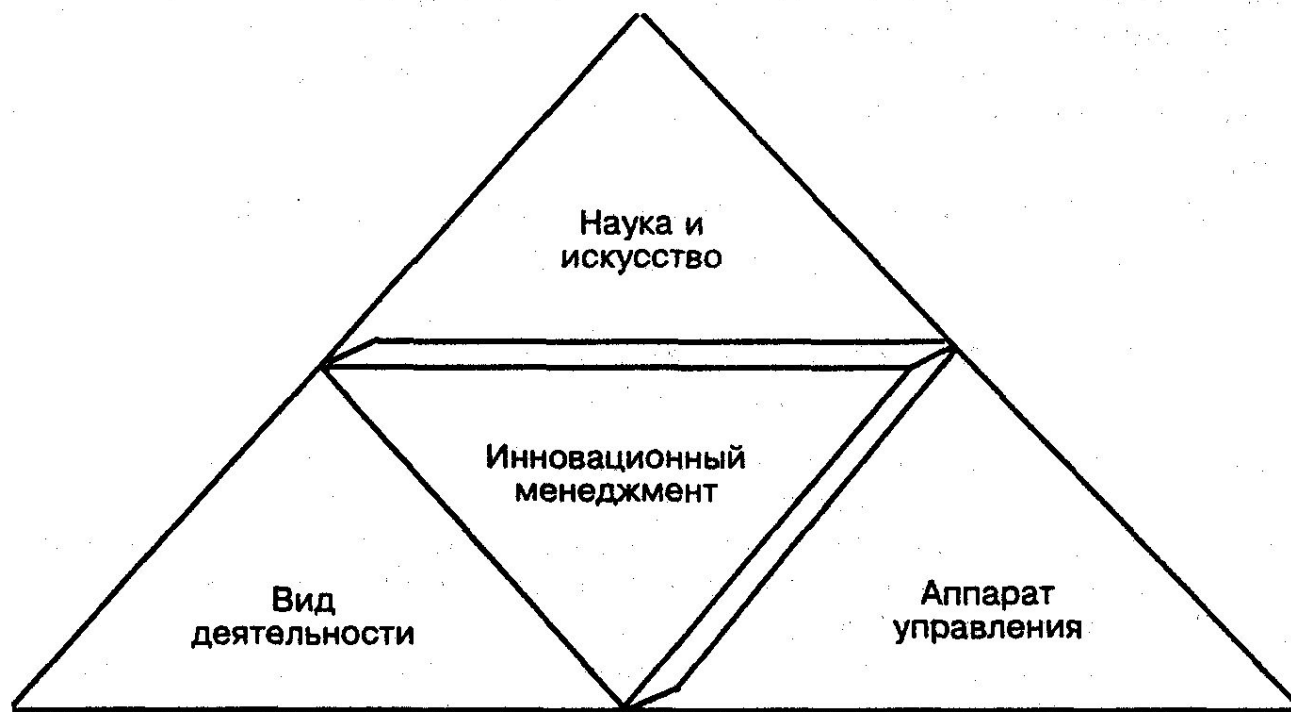 Наука и
искусство
Инновационный
менеджмент
Вид
деятельности
Аппарат
управления